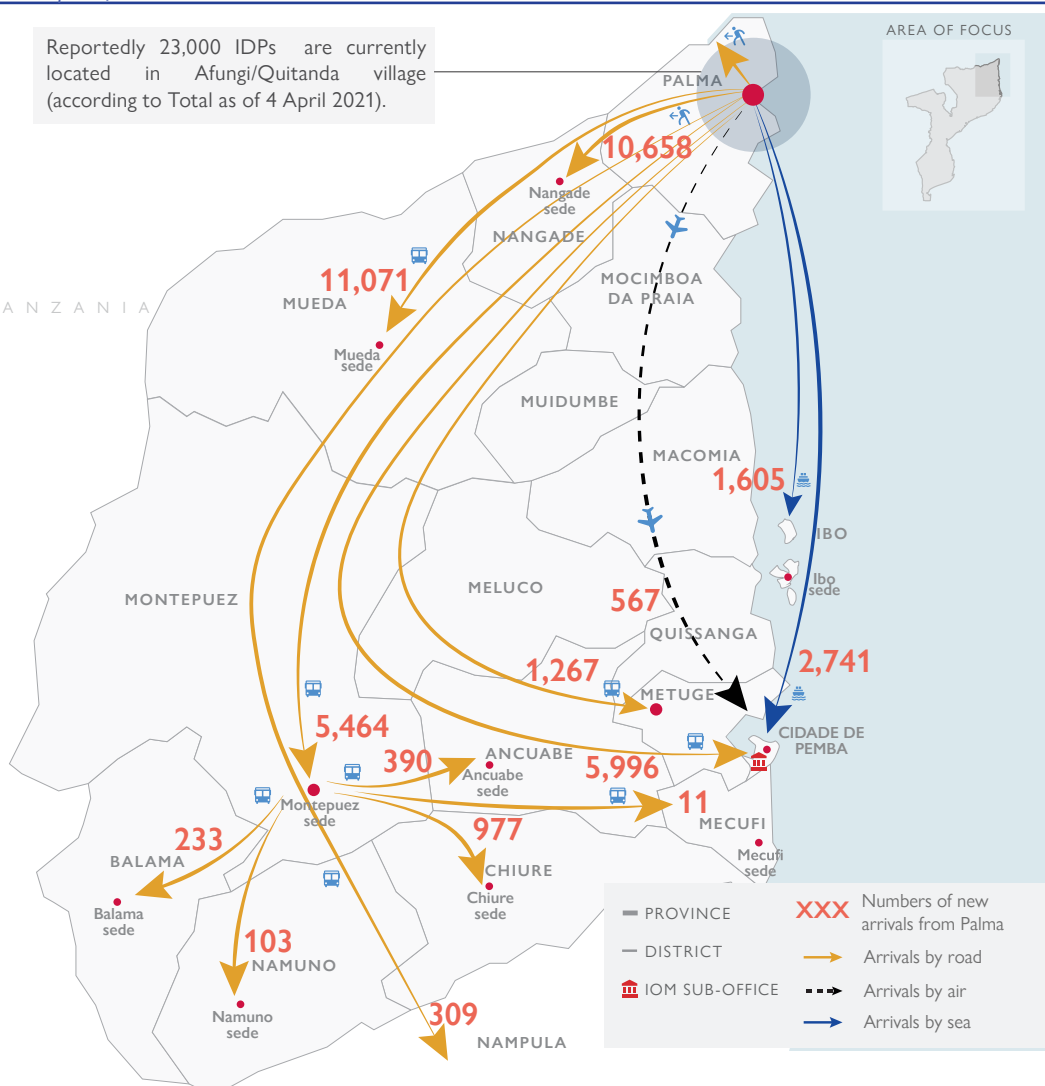 Reportedly 23,000 IDPs are currently
located in Afungi/Quitanda village
(according to Total as of 4 April 2021).
AREA OF FOCUS
PALMA
10,658
Nangade
sede
NANGADE
11,071
MUEDA
MOCIMBOA
DA PRAIA
ANZANIA
Mueda
sede
MUIDUMBE
MACOMIA
1,605
IBO
Ibo
sede
MONTEPUEZ
MELUCO
567
QUISSANGA
2,741
1,267
METUGE
CIDADE DE
PEMBA
5,464
390
ANCUABE
Ancuabe
sede
5,996
Montepuez
sede
11
MECUFI
Mecufi
sede
233
BALAMA
977
CHIURE
Chiure
sede
Balama
sede
103
NAMUNO
Namuno
sede
309
NAMPULA
PROVINCE
DISTRICT
IOM SUB-OFFICE
XXX Numbers of new
arrivals from Palma
Arrivals by road
Arrivals by air
Arrivals by sea